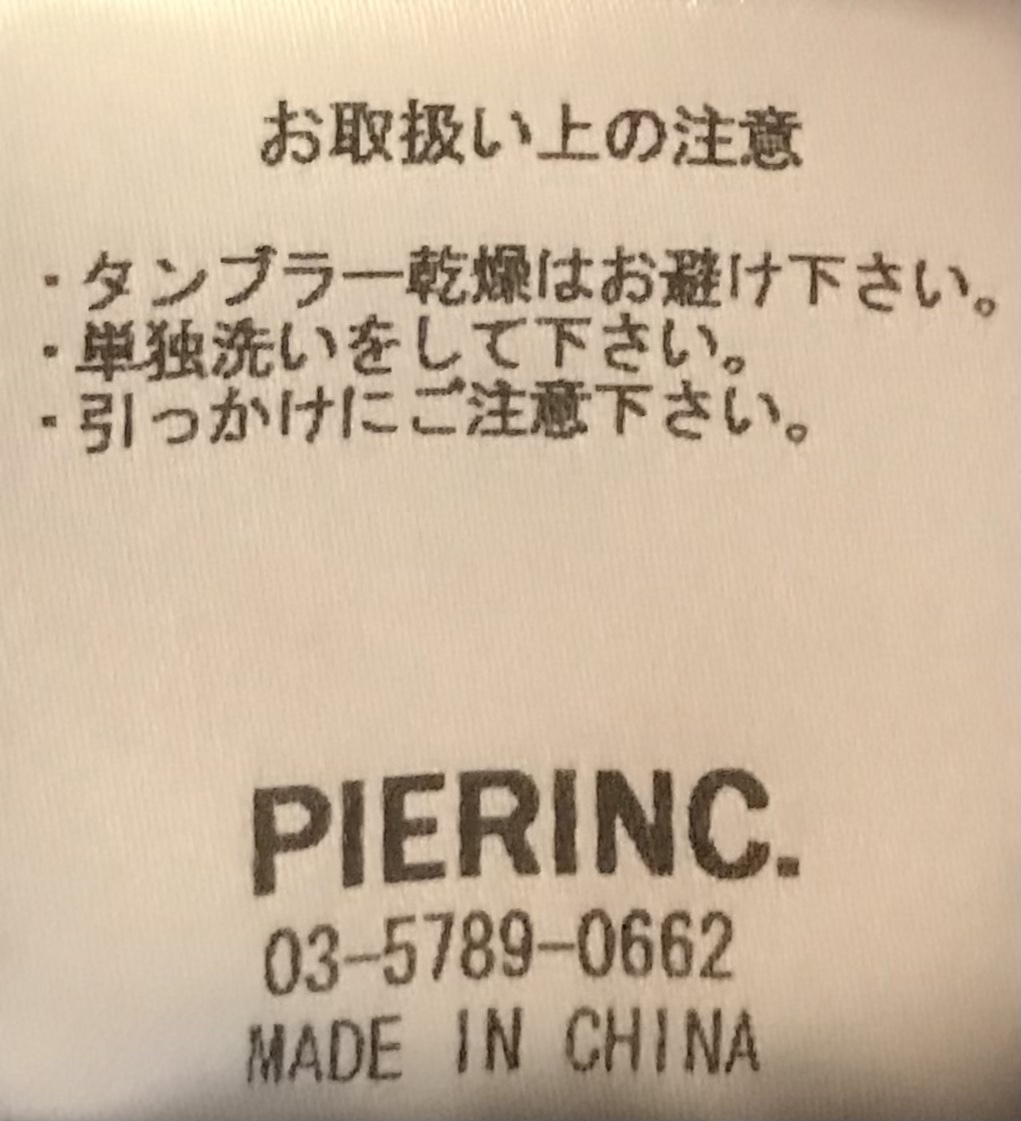 お取扱い上の注意
・タンブラー乾燥はお避け下さい。
・単独洗いをして下さい。
・引っかけにご注意下さい。
PIERINC.
03-5789-0662
MADE IN CHINA